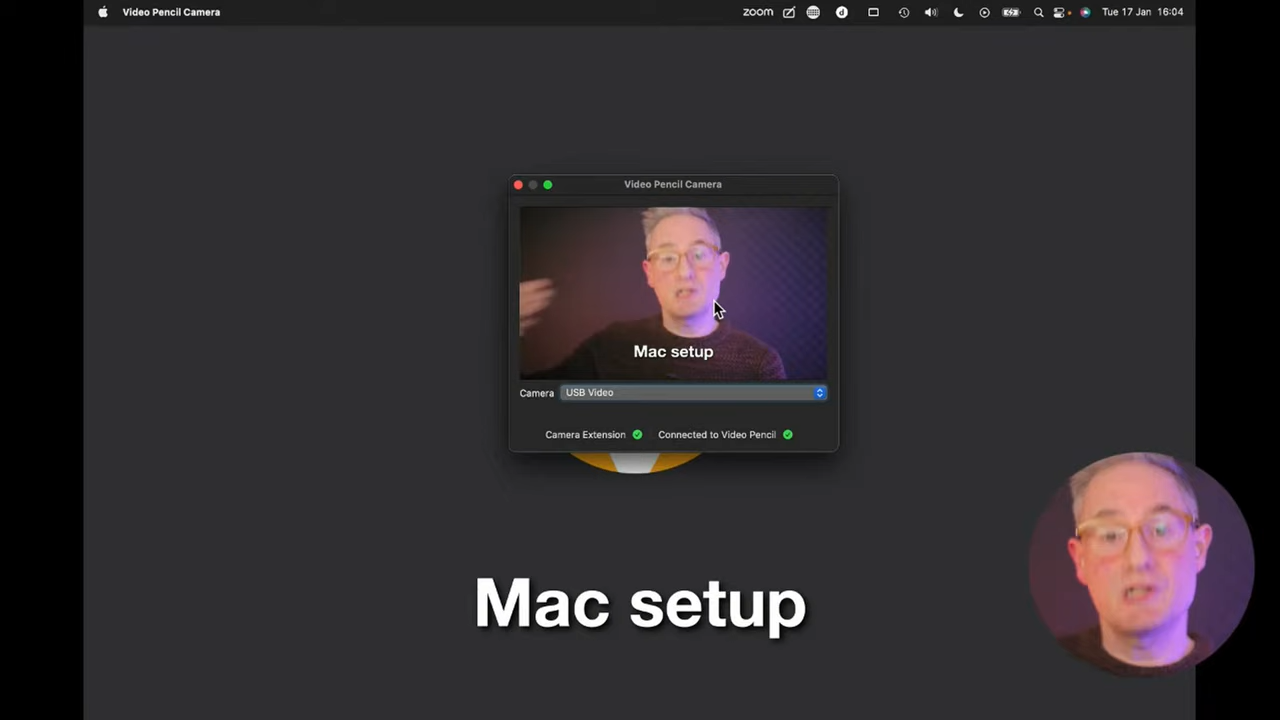 Video Pencil Camera
zoom
Tue 17 Jan 16:04
Video Pencil Camera
Mac setup
Camera USB Video
Camera Extension Connected to Video Pencil
Mac setup